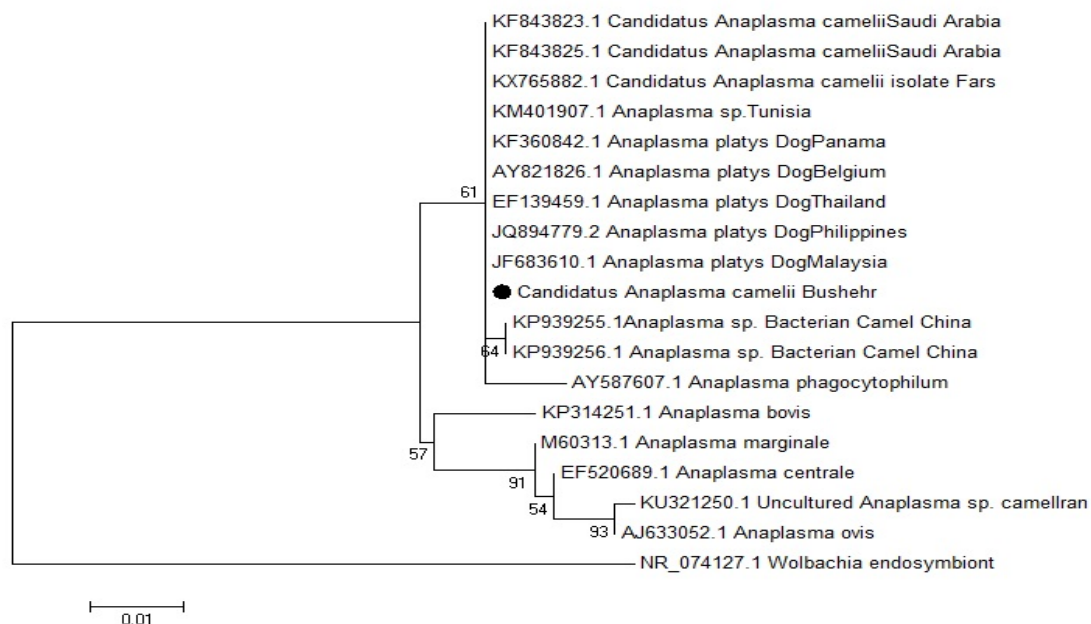 KF843823.1 Candidatus Anaplasma cameliiSaudi Arabia
KF843825.1 Candidatus Anaplasma cameliiSaudi Arabia
KX765882.1 Candidatus Anaplasma camelii isolate Fars
KM401907.1 Anaplasma sp.Tunisia
KF360842.1 Anaplasma platys DogPanama
AY821826.1 Anaplasma platys DogBelgium
61
EF139459.1 Anaplasma platys DogThailand
JQ894779.2 Anaplasma platys DogPhilippines
JF683610.1 Anaplasma platys DogMalaysia
Candidatus Anaplasma camelii Bushehr
KP939255.1Anaplasma sp. Bacterian Camel China
64
KP939256.1 Anaplasma sp. Bacterian Camel China
AY587607.1 Anaplasma phagocytophilum
KP314251.1 Anaplasma bovis
57
M60313.1 Anaplasma marginale
91
EF520689.1 Anaplasma centrale
54
KU321250.1 Uncultured Anaplasma sp. camelIran
93
AJ633052.1 Anaplasma ovis
NR_074127.1 Wolbachia endosymbiont
0.01